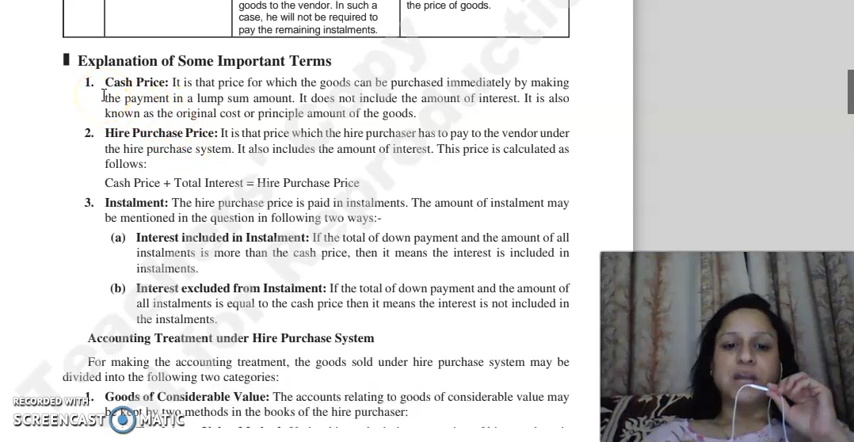 goods to the vendor. In such a
the price of goods.
case, he will not be required to
pay the remaining instalments.
Explanation of Some Important Terms
1. Cash Price: It is that price for which the goods can be purchased immediately by making
the payment in a lump sum amount. It does not include the amount of interest. It is also
known as the original cost or principle amount of the goods.
2. Hire Purchase Price: It is that price which the hire purchaser has to pay to the vendor under
the hire purchase system. It also includes the amount of interest. This price is calculated as
follows:
Cash Price + Total Interest = Hire Purchase Price
3. Instalment: The hire purchase price is paid in instalments. The amount of instalment may
be mentioned in the question in following two ways:-
(a) Interest included in Instalment: If the total of down payment and the amount of all
instalments is more than the cash price, then it means the interest is included in
instalments.
(b) Interest excluded from Instalment: If the total of down payment and the amount of
all instalments is equal to the cash price then it means the interest is not included in
the instalments.
Accounting Treatment under Hire Purchase System
For making the accounting treatment, the goods sold under hire purchase system may be
divided into the following two categories:
1. Goods of Considerable Value: The accounts relating to goods of considerable value may
be kept by two methods in the books of the hire purchaser:
RECORDED WITH
SCREENCAST MATIC
Teachers' Copy
Reproduction